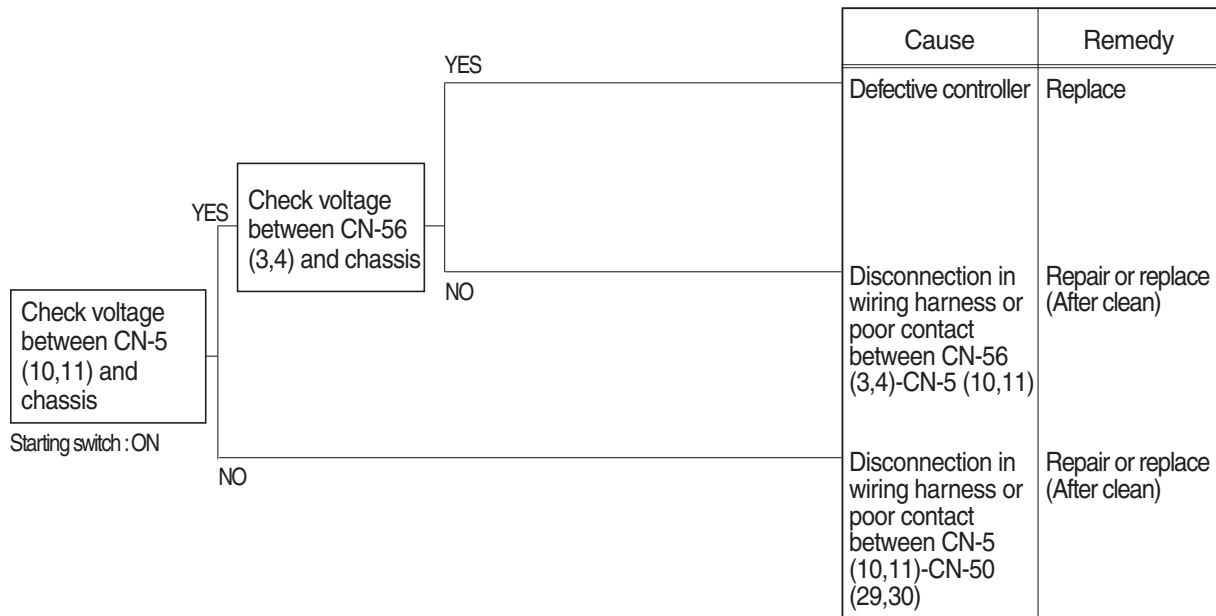 Check voltage
between CN-5
(10,11) and
chassis
Starting switch : ON
YES
NO
Check voltage
between CN-56
(3,4) and chassis
YES
NO
Cause
Remedy
Defective controller
Replace
Disconnection in
wiring harness or
poor contact
between CN-56
(3,4)-CN-5 (10,11)
Repair or replace
(After clean)
Disconnection in
wiring harness or
poor contact
between CN-5
(10,11)-CN-50
(29,30)
Repair or replace
(After clean)